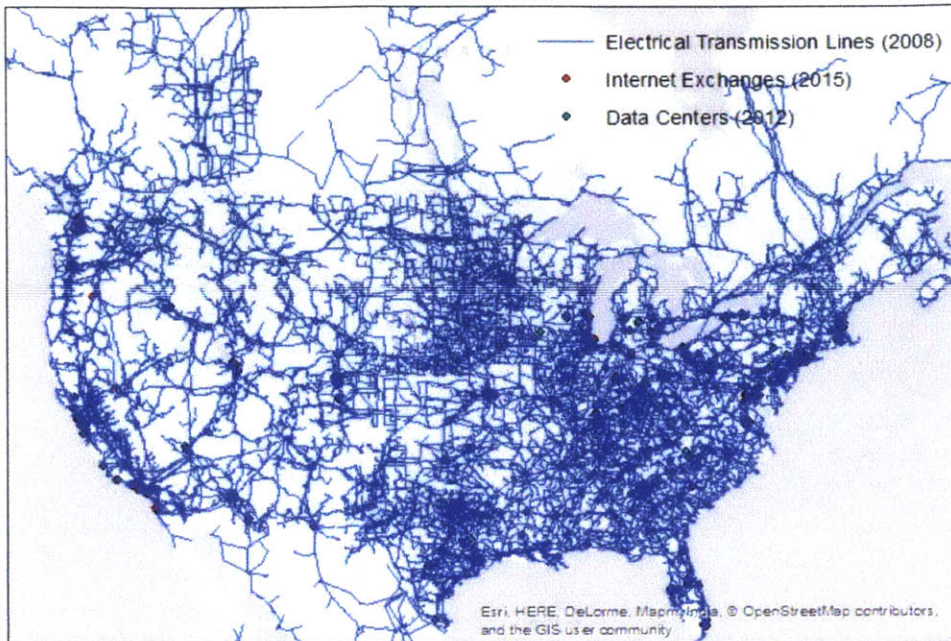 Electrical Transmission Lines (2008)
Internet Exchanges (2015)
Data Centers (2012)
Esri, HERE, DeLorme, MapmyIndia, © OpenStreetMap contributors,
and the GIS user community